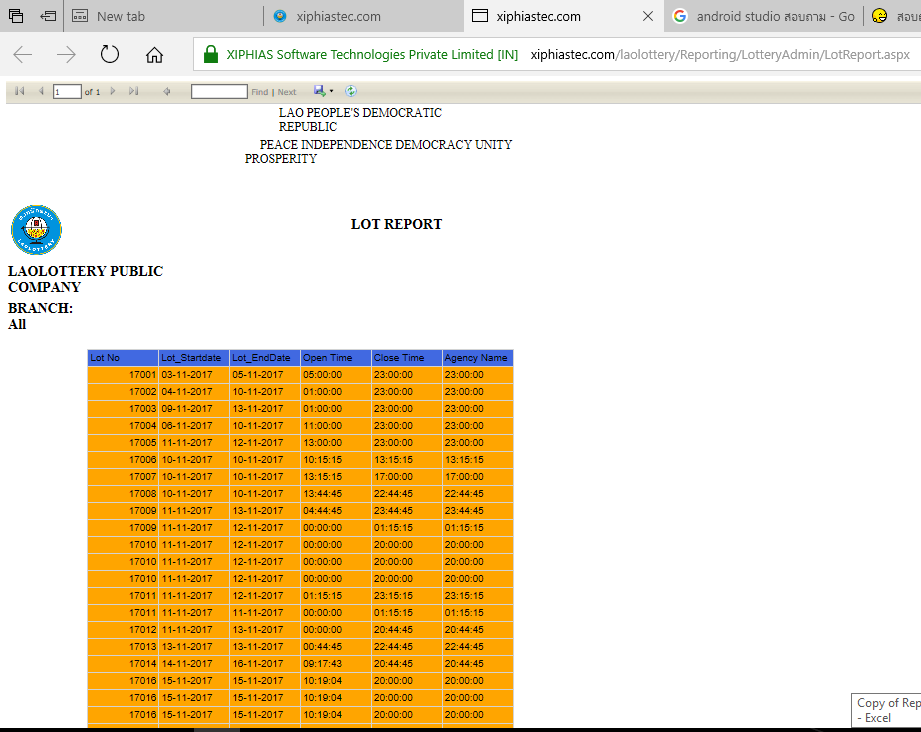 New tab
xiphiastec.com
xiphiastec.com
android studio สอบถาม - Go
XIPHIAS Software Technologies Private Limited [IN] xiphiastec.com/laolottery/Reporting/LotteryAdmin/LotReport.aspx
1 of 1 Find | Next
LAO PEOPLE'S DEMOCRATIC
REPUBLIC
PEACE INDEPENDENCE DEMOCRACY UNITY
PROSPERITY
LOT REPORT
LAOLOTTERY PUBLIC
COMPANY
BRANCH:
All
Lot No Lot_Startdate Lot_EndDate Open Time Close Time Agency Name
17001 03-11-2017 05-11-2017 05:00:00 23:00:00 23:00:00
17002 04-11-2017 10-11-2017 01:00:00 23:00:00 23:00:00
17003 09-11-2017 13-11-2017 01:00:00 23:00:00 23:00:00
17004 06-11-2017 10-11-2017 11:00:00 23:00:00 23:00:00
17005 11-11-2017 12-11-2017 13:00:00 23:00:00 23:00:00
17006 10-11-2017 10-11-2017 10:15:15 13:15:15 13:15:15
17007 10-11-2017 10-11-2017 13:15:15 17:00:00 17:00:00
17008 10-11-2017 10-11-2017 13:44:45 22:44:45 22:44:45
17009 11-11-2017 13-11-2017 04:44:45 23:44:45 23:44:45
17009 11-11-2017 12-11-2017 00:00:00 01:15:15 01:15:15
17010 11-11-2017 12-11-2017 00:00:00 20:00:00 20:00:00
17010 11-11-2017 12-11-2017 00:00:00 20:00:00 20:00:00
17010 11-11-2017 12-11-2017 00:00:00 20:00:00 20:00:00
17011 11-11-2017 12-11-2017 01:15:15 23:15:15 23:15:15
17011 11-11-2017 11-11-2017 00:00:00 01:15:15 01:15:15
17012 11-11-2017 13-11-2017 00:00:00 20:44:45 20:44:45
17013 13-11-2017 13-11-2017 00:44:45 22:44:45 22:44:45
17014 14-11-2017 16-11-2017 09:17:43 20:44:45 20:44:45
17016 15-11-2017 15-11-2017 10:19:04 20:00:00 20:00:00
17016 15-11-2017 15-11-2017 10:19:04 20:00:00 20:00:00
17016 15-11-2017 15-11-2017 10:19:04 20:00:00 20:00:00
Copy of Rep
- Excel